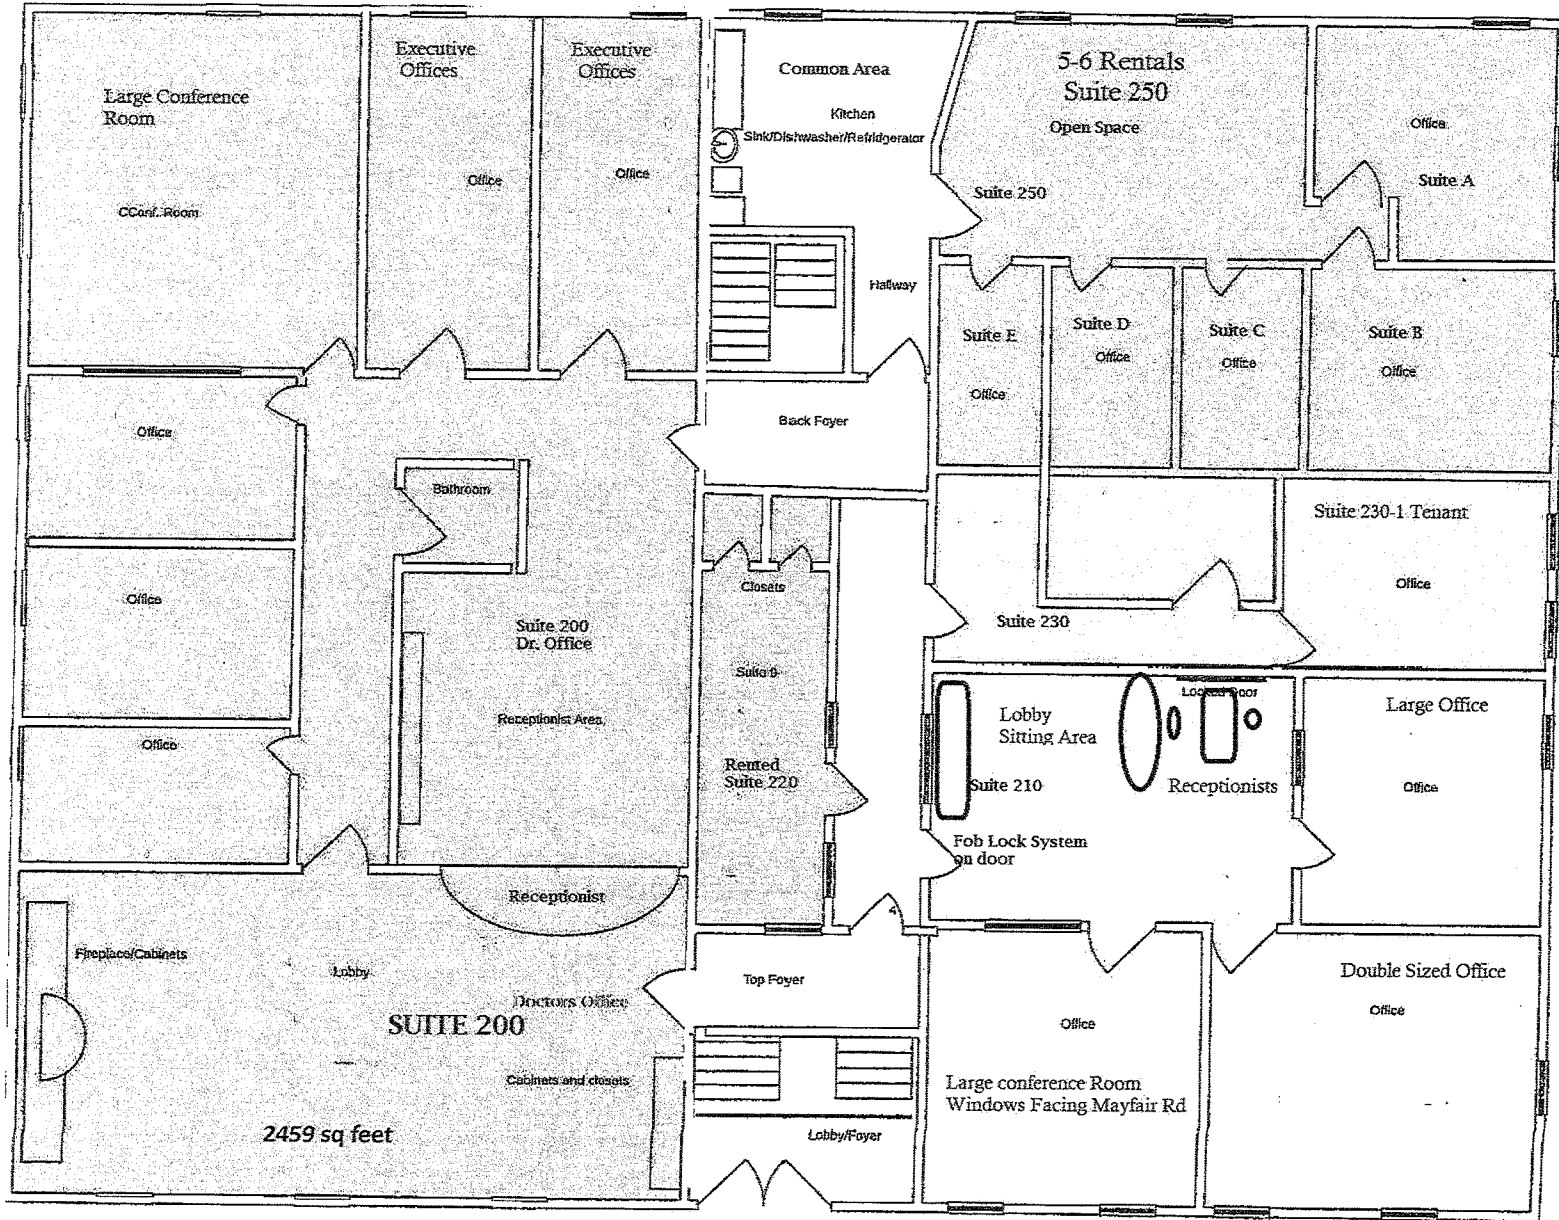 Large Conference
Room
CConf. Room
Executive
Offices
Office
Executive
Offices
Office
Common Area
Kitchen
Sink/Dishwasher/Refridgerator
5-6 Rentals
Suite 250
Open Space
Suite 250
Office
Suite A
Hallway
Suite E
Office
Suite D
Office
Suite C
Office
Suite B
Office
Office
Back Foyer
Bathroom
Office
Closets
Suite 200
Dr. Office
Suite 9
Receptionist Area
Suite 230-1 Tenant
Office
Suite 230
Office
Rented
Suite 220
Lobby
Sitting Area
Locked Door
Suite 210
Receptionists
Fob Lock System
on door
Large Office
Office
Receptionist
4
Fireplace/Cabinets
Lobby
Doctors Office
SUITE 200
Cabinets and closets
2459 sq feet
Top Foyer
Lobby/Foyer
Office
Large conference Room
Windows Facing Mayfair Rd
Double Sized Office
Office